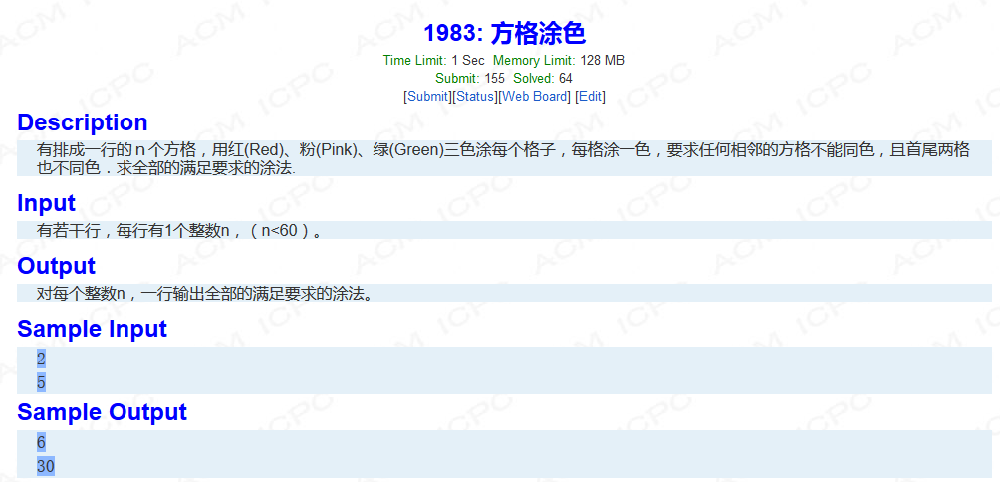 1983: 方格涂色
Time Limit: 1 Sec Memory Limit: 128 MB
Submit: 155 Solved: 64
[Submit][Status][Web Board] [Edit]
Description
有排成一行的ｎ个方格，用红(Red)、粉(Pink)、绿(Green)三色涂每个格子，每格涂一色，要求任何相邻的方格不能同色，且首尾两格
也不同色．求全部的满足要求的涂法.
Input
有若干行，每行有1个整数n，（n<60）。
Output
对每个整数n，一行输出全部的满足要求的涂法。
Sample Input
2
5
Sample Output
6
30